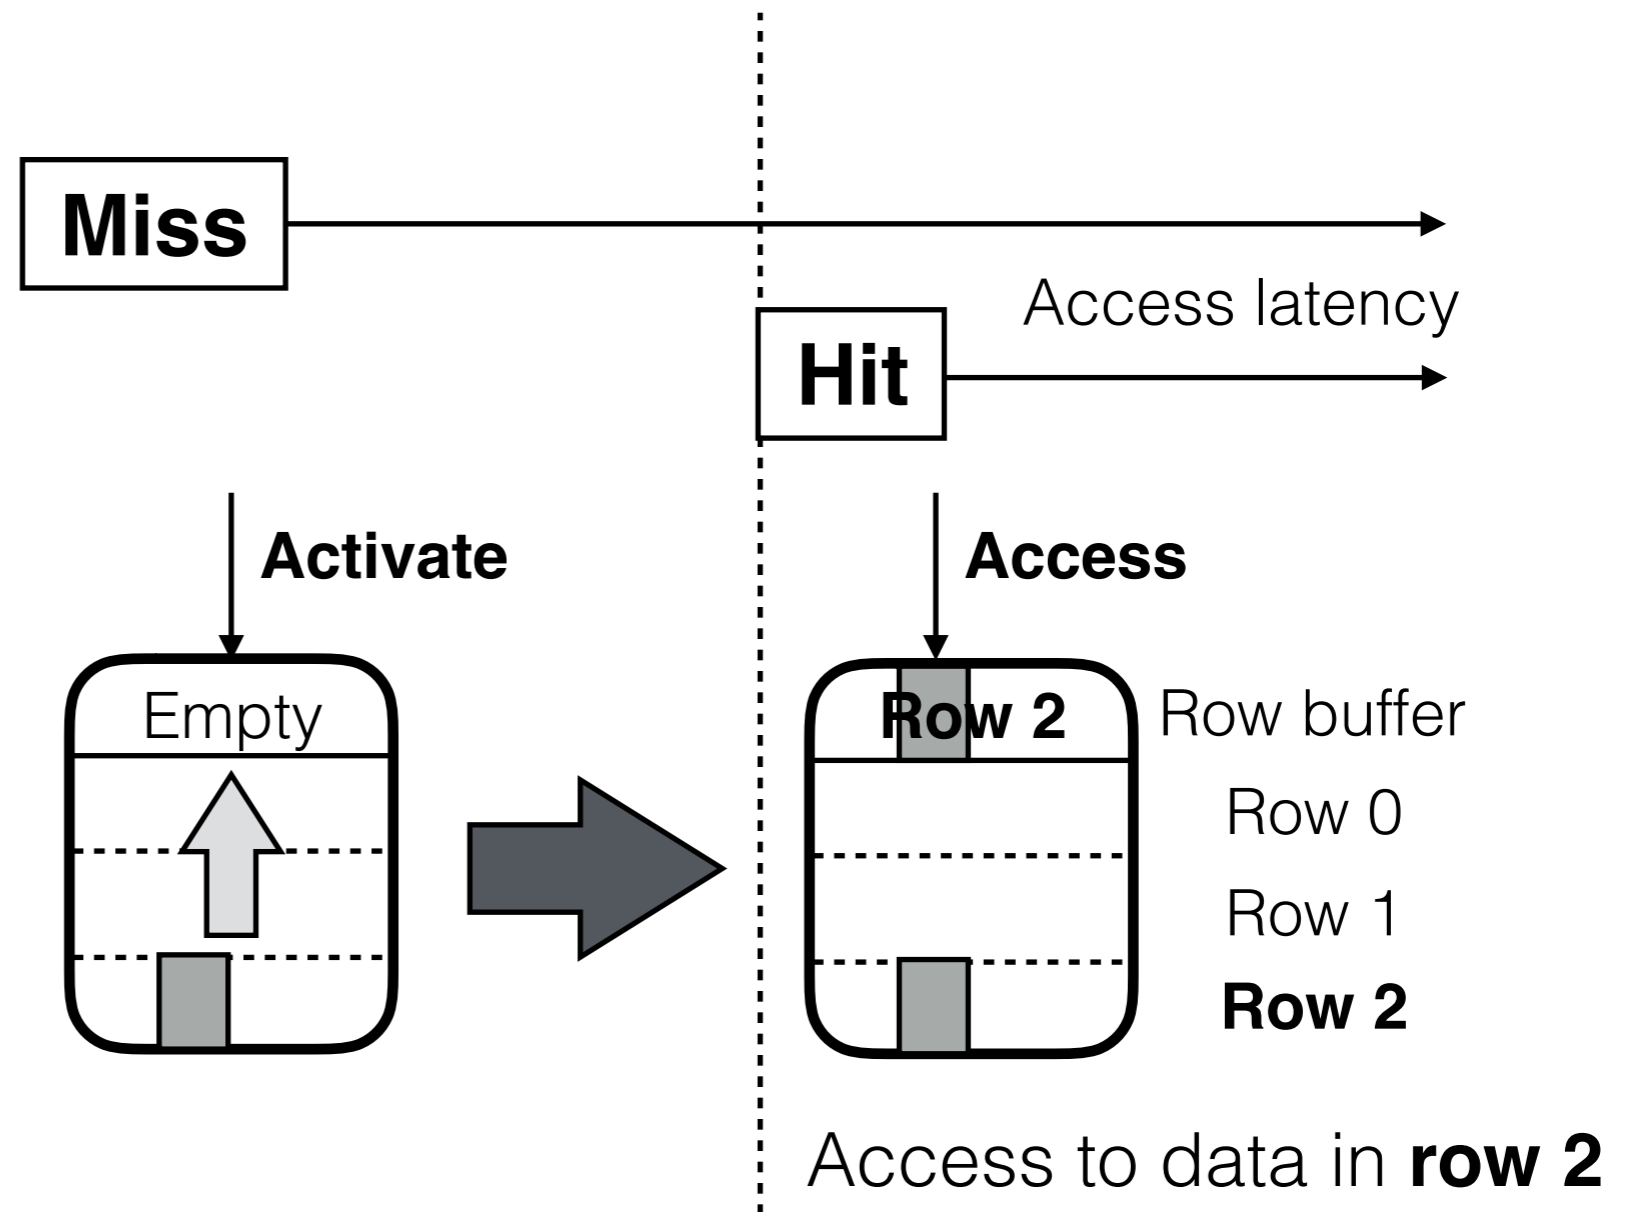 Miss
Access latency
Hit
Activate
Access
Empty
Row 2
Row buffer
Row 0
Row 1
Row 2
Access to data in row 2